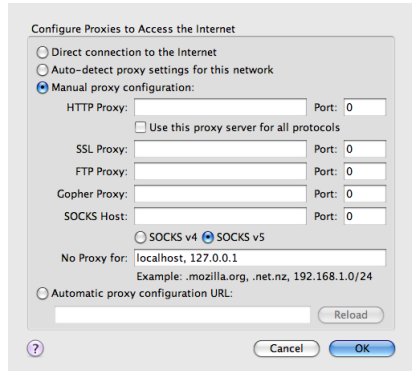 Configure Proxies to Access the Internet
Direct connection to the Internet
Auto-detect proxy settings for this network
Manual proxy configuration:
HTTP Proxy: Port: 0
Use this proxy server for all protocols
SSL Proxy: Port: 0
FTP Proxy: Port: 0
Gopher Proxy: Port: 0
SOCKS Host: Port: 0
SOCKS v4 SOCKS v5
No Proxy for: localhost, 127.0.0.1
Example: .mozilla.org, .net.nz, 192.168.1.0/24
Automatic proxy configuration URL:
Reload
? Cancel OK